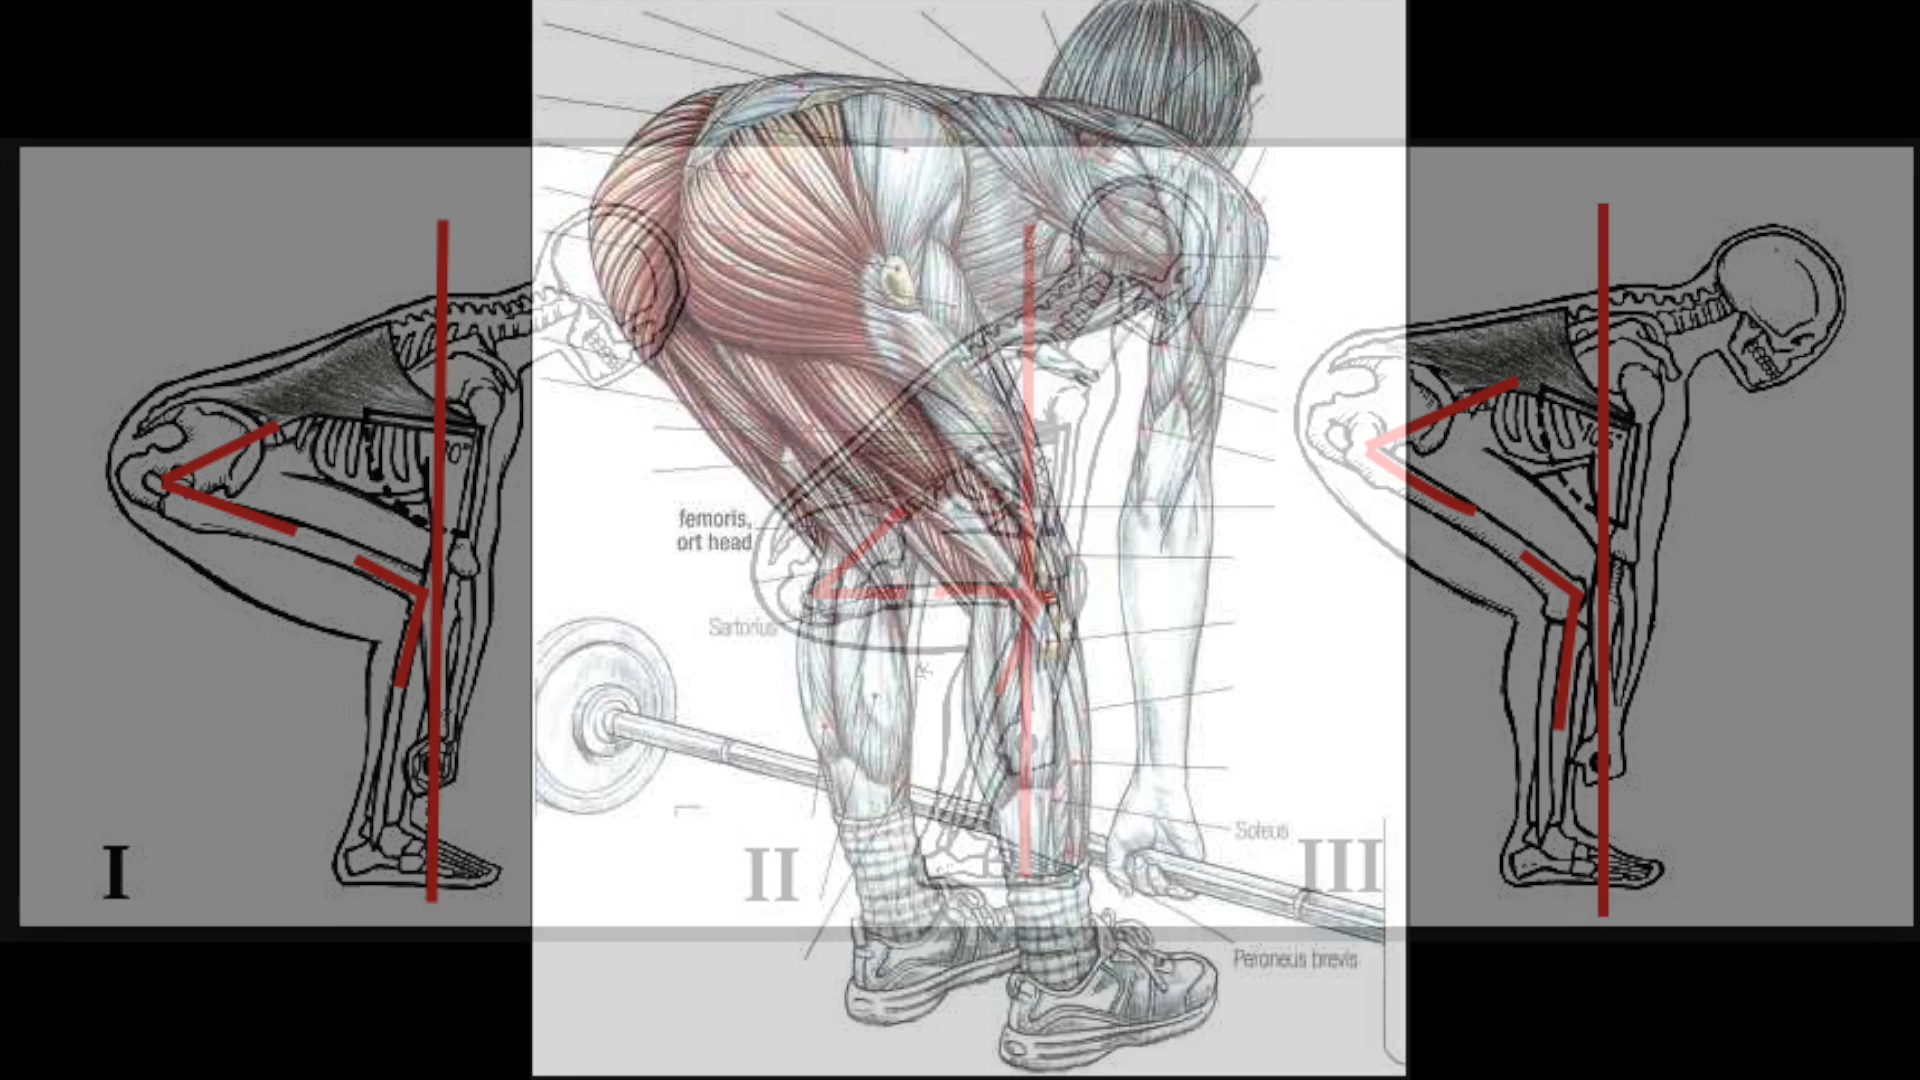 femoris,
ort head
Sartorius
Soleus
I
II
III
Peroneus brevis